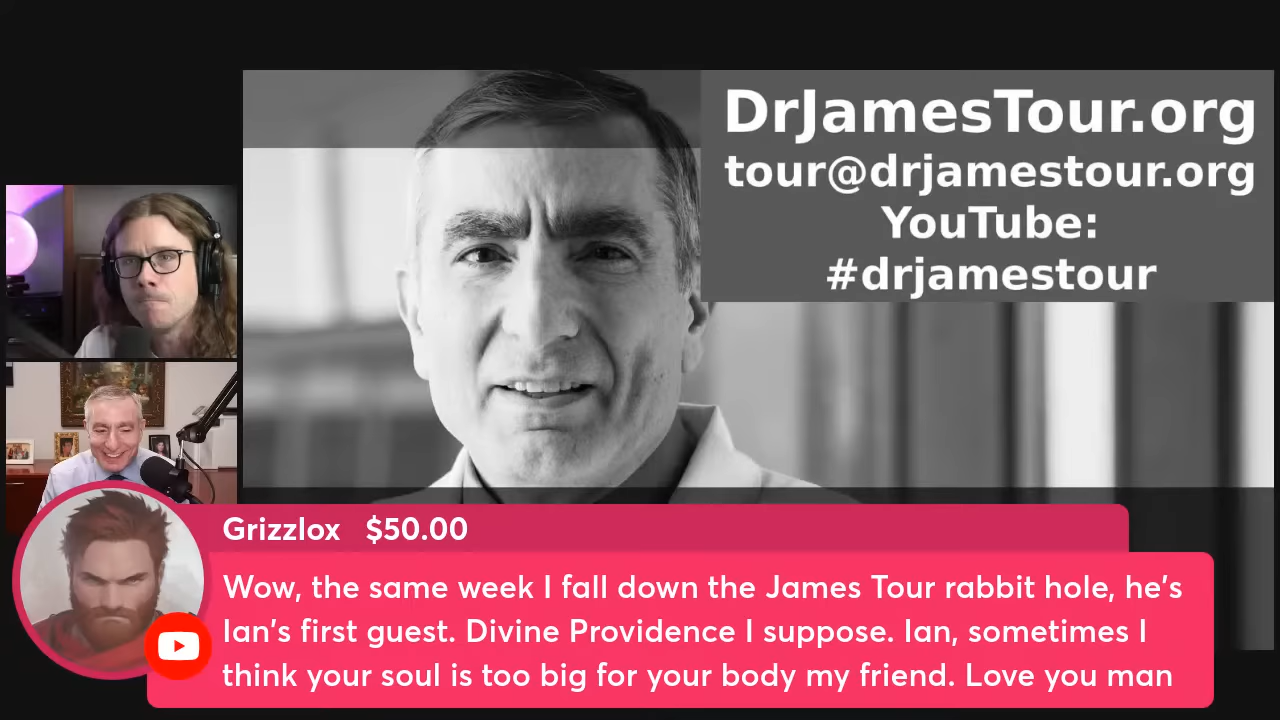 DrJamesTour.org
tour@drjamestour.org
YouTube:
#drjamestour
Grizzlox $50.00
Wow, the same week I fall down the James Tour rabbit hole, he's
Ian's first guest. Divine Providence I suppose. Ian, sometimes I
think your soul is too big for your body my friend. Love you man